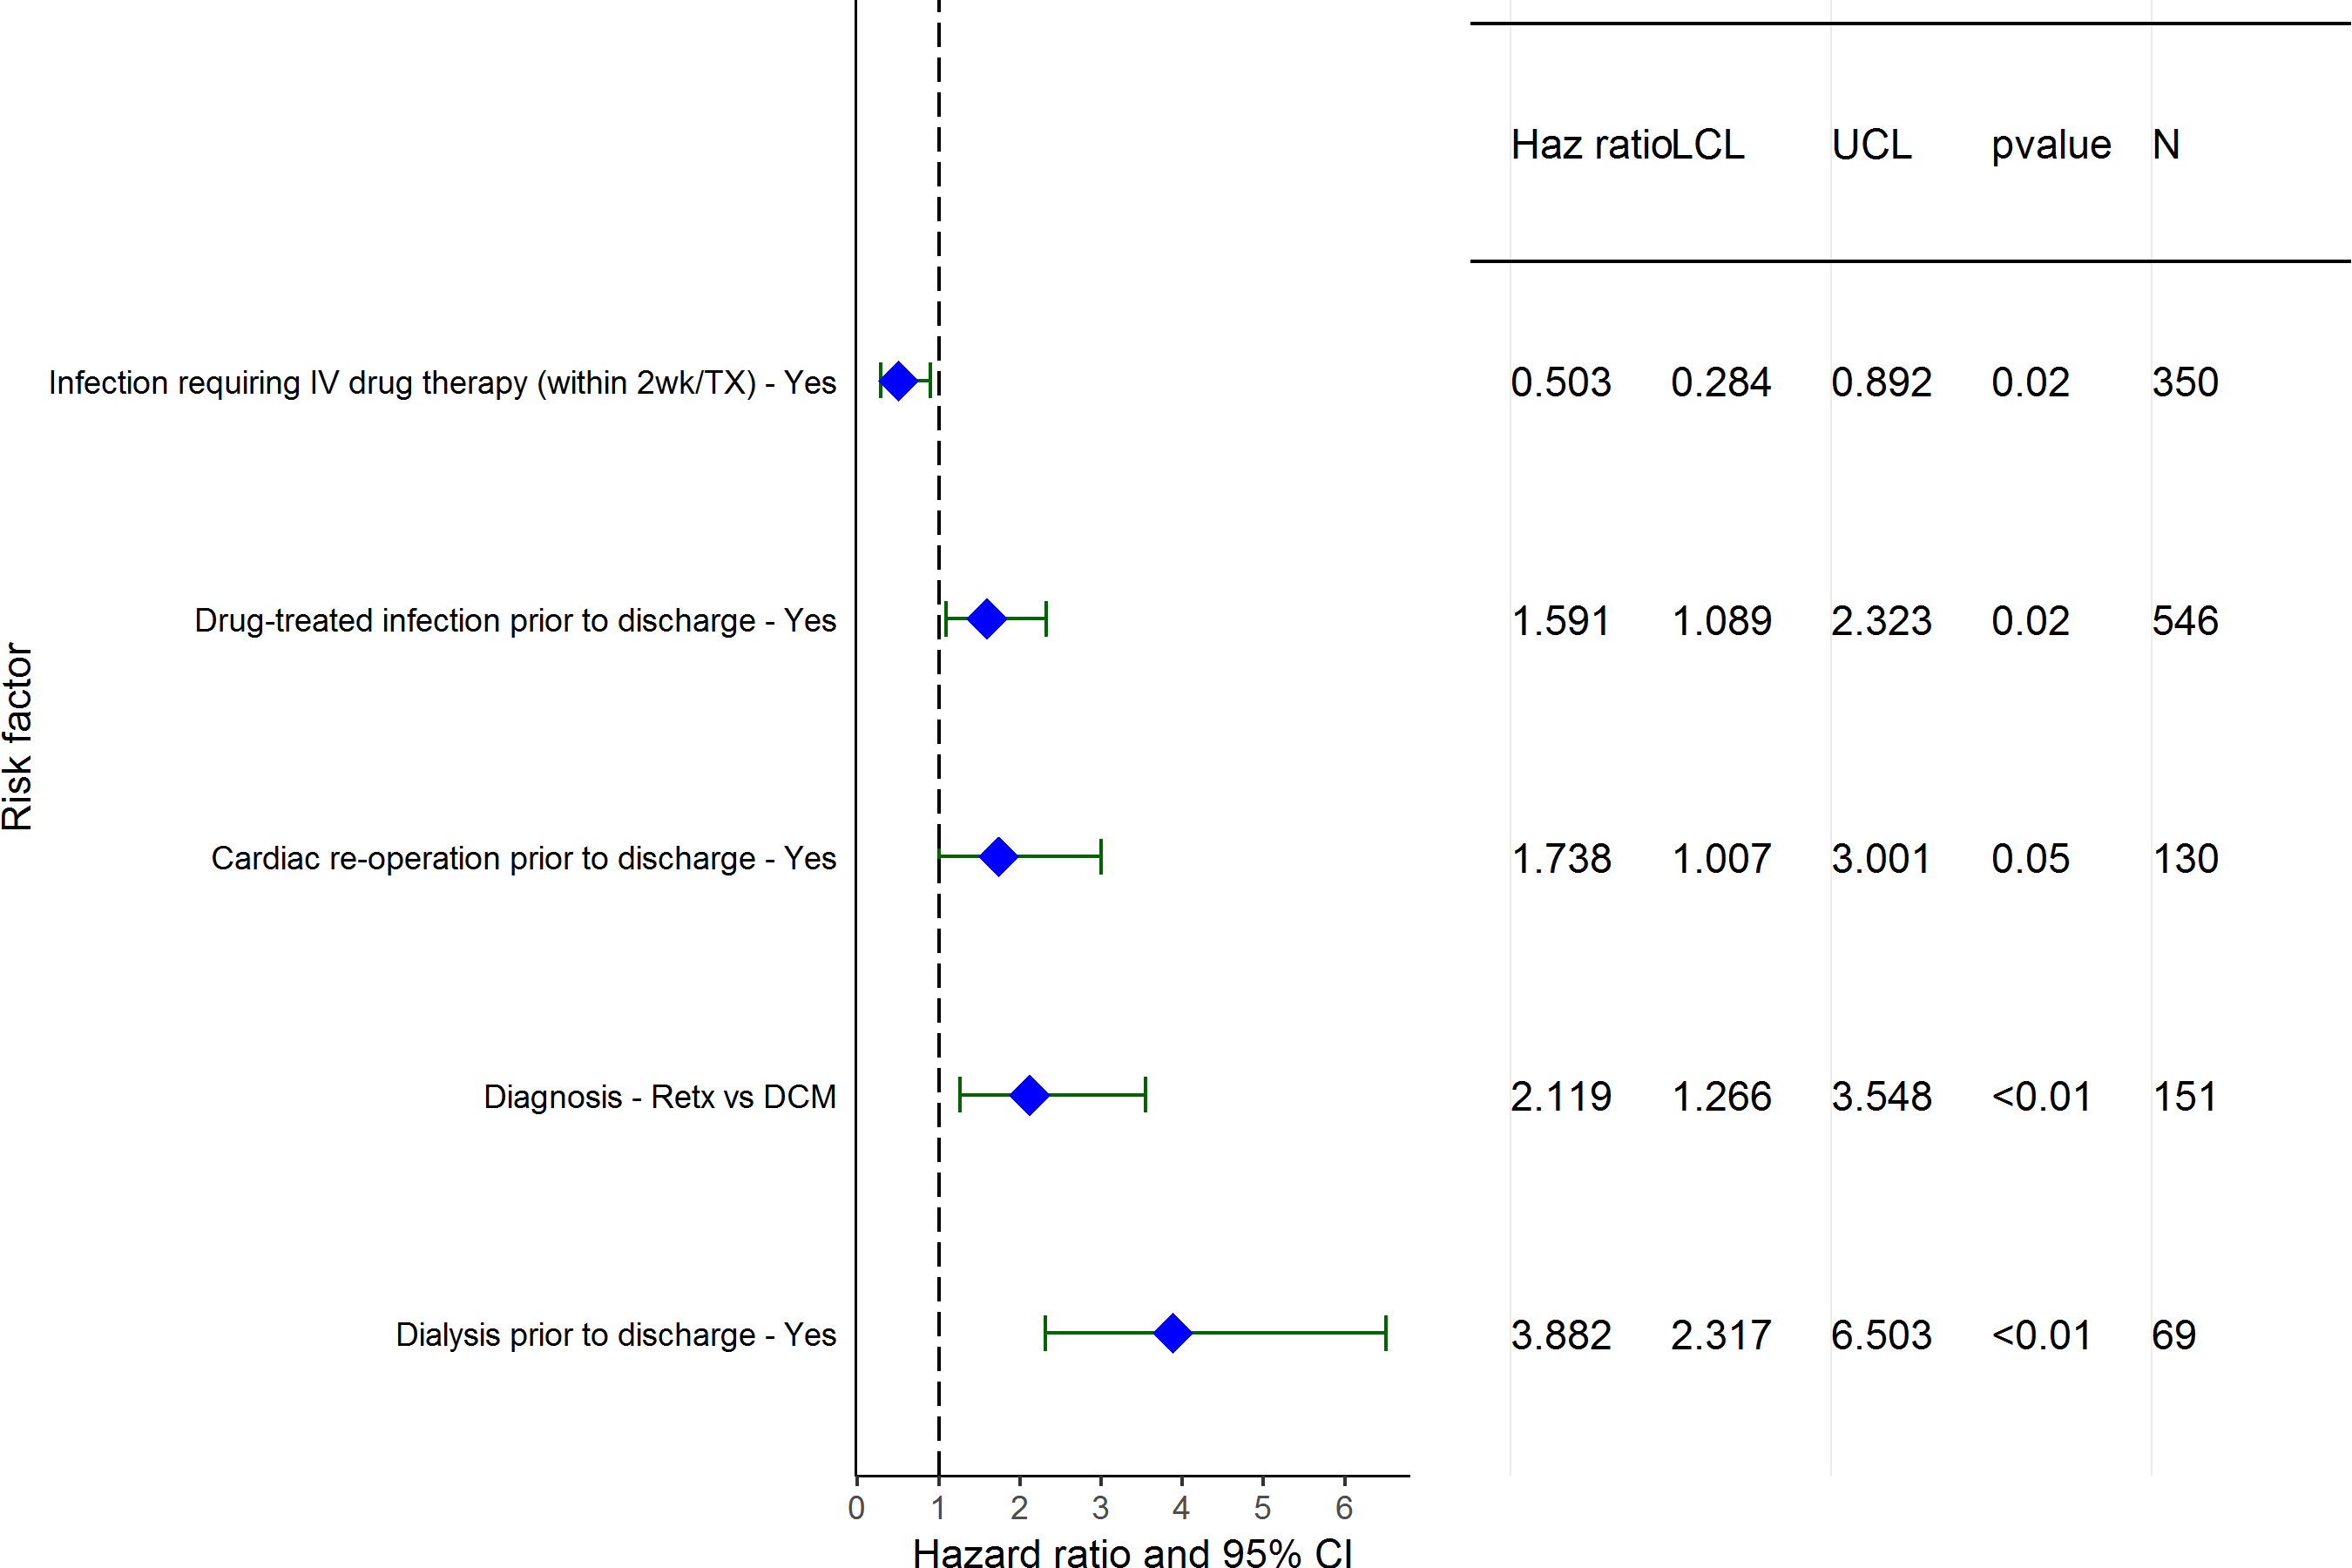 Haz ratio LCL UCL pvalue N
Infection requiring IV drug therapy (within 2wk/TX) - Yes 0.503 0.284 0.892 0.02 350
Drug-treated infection prior to discharge - Yes 1.591 1.089 2.323 0.02 546
Risk factor
Cardiac re-operation prior to discharge - Yes 1.738 1.007 3.001 0.05 130
Diagnosis - Retx vs DCM 2.119 1.266 3.548 <0.01 151
Dialysis prior to discharge - Yes 3.882 2.317 6.503 <0.01 69
0 1 2 3 4 5 6
Hazard ratio and 95% CI